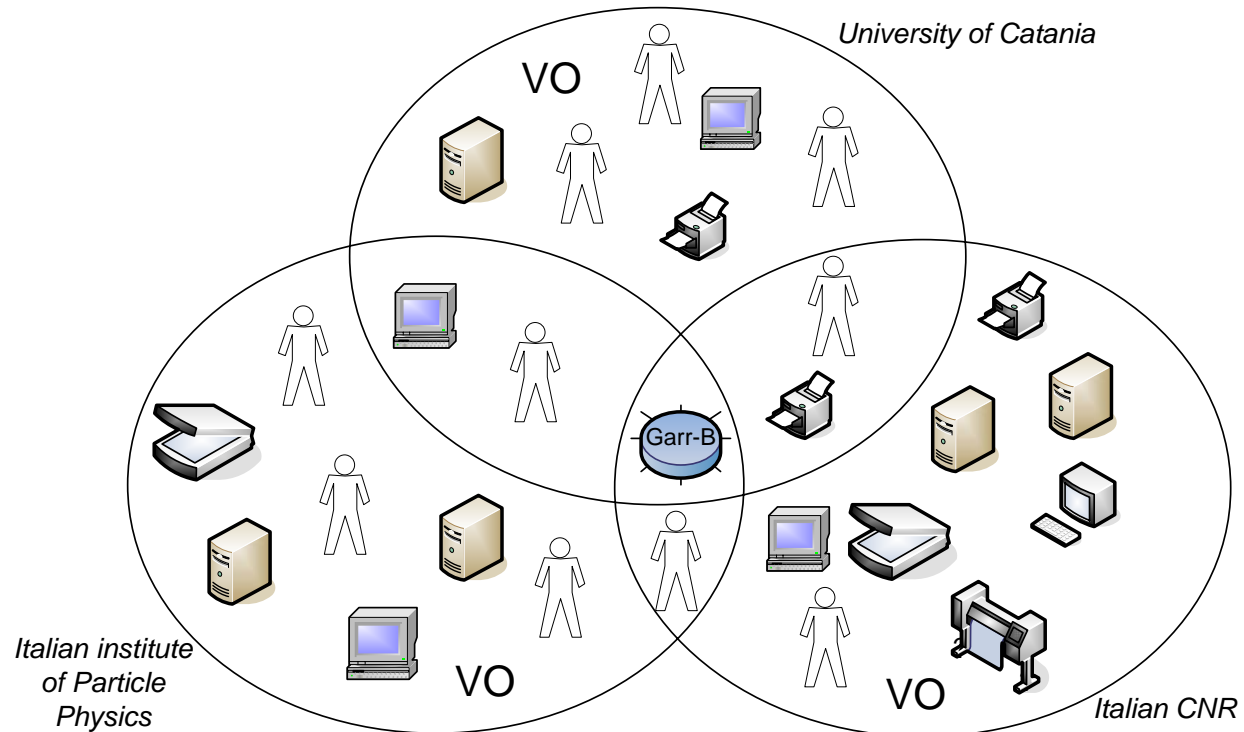 University of Catania
VO
Garr-B
Italian institute
of Particle
Physics
VO
VO
Italian CNR